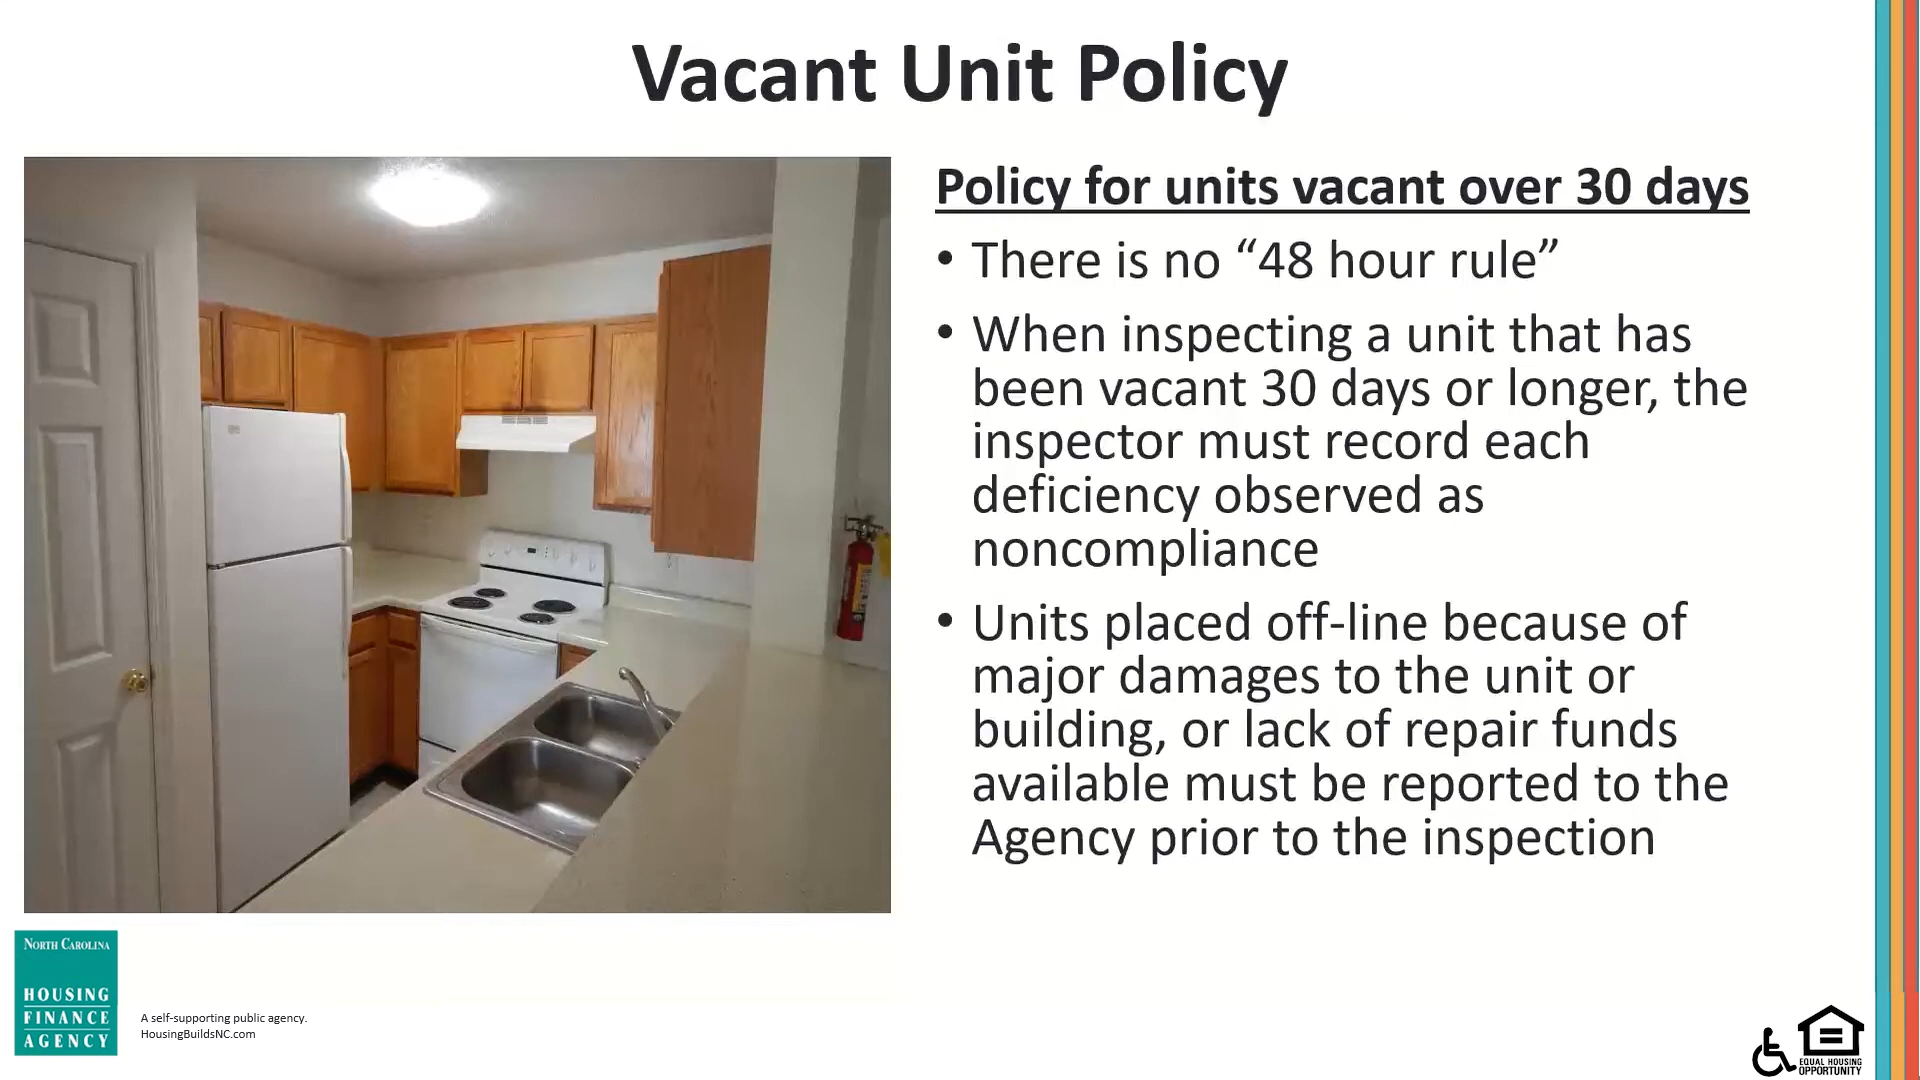 Vacant Unit Policy
Policy for units vacant over 30 days
• There is no “48 hour rule”
• When inspecting a unit that has
been vacant 30 days or longer, the
inspector must record each
deficiency observed as
noncompliance
• Units placed off-line because of
major damages to the unit or
building, or lack of repair funds
available must be reported to the
Agency prior to the inspection
NORTH CAROLINA
HOUSING
FINANCE
AGENCY
A self-supporting public agency.
HousingBuildsNC.com
EQUAL HOUSING
OPPORTUNITY